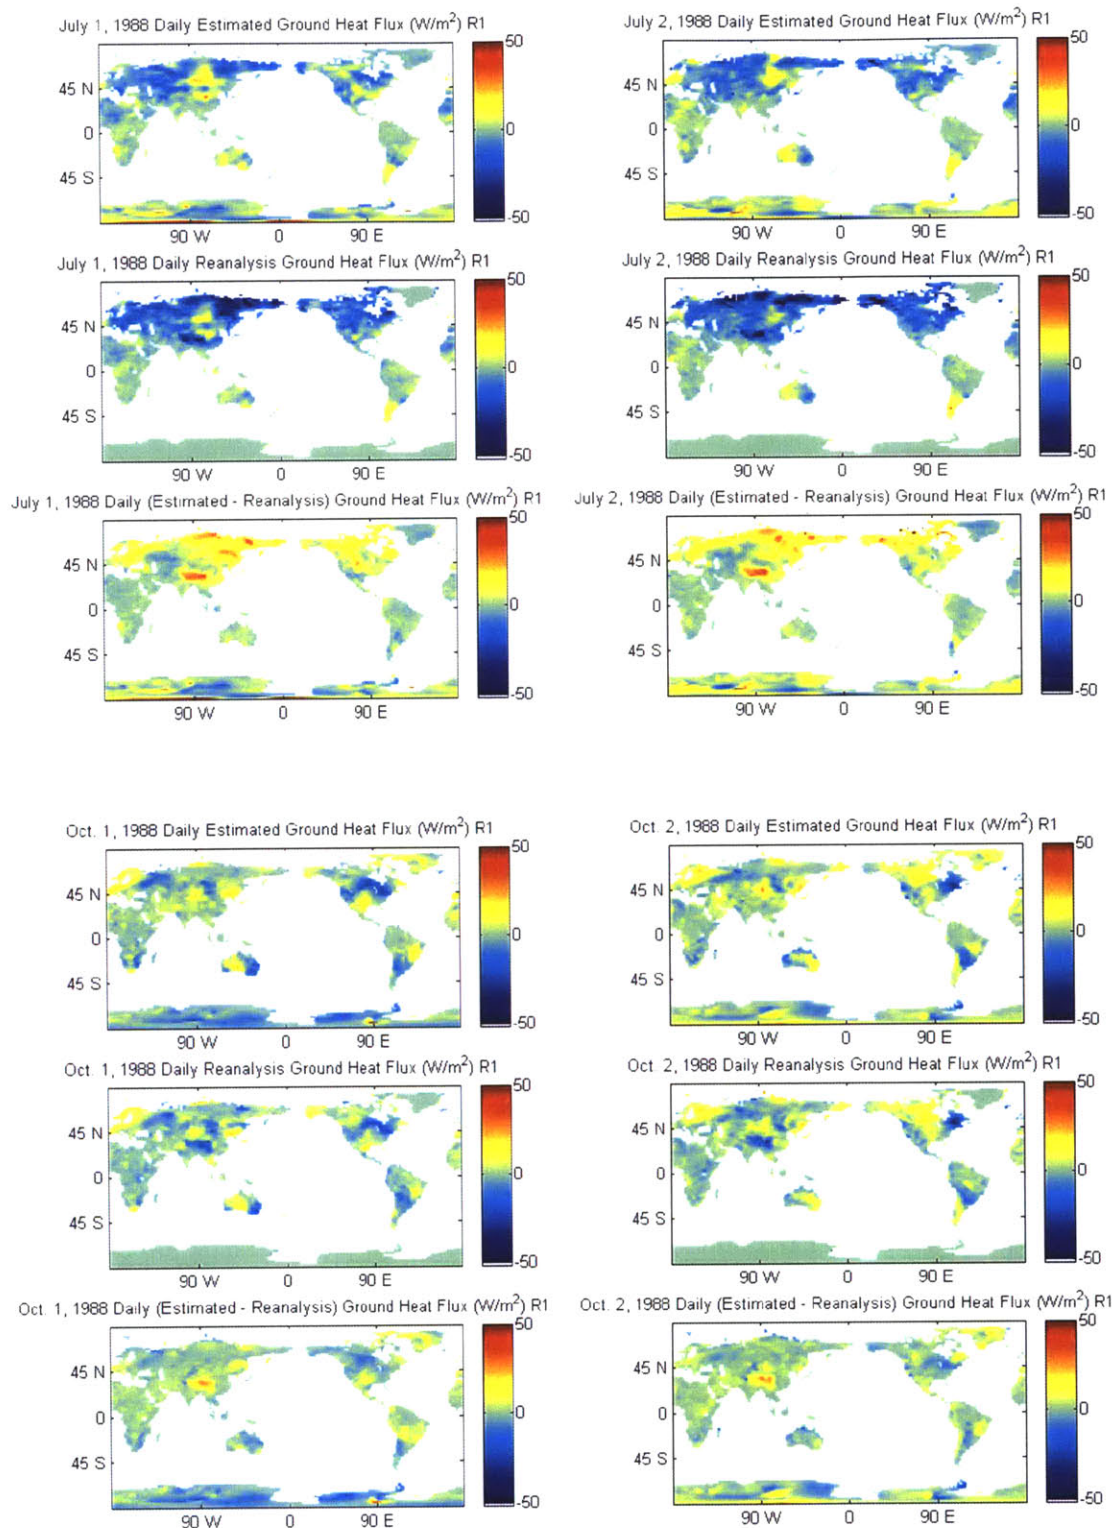 July 1, 1988 Daily Estimated Ground Heat Flux (W/m²) R1
50
45 N
0
0
45 S
-50
90 W 0 90 E
July 2, 1988 Daily Estimated Ground Heat Flux (W/m²) R1
50
45 N
0
0
45 S
-50
90 W 0 90 E
July 1, 1988 Daily Reanalysis Ground Heat Flux (W/m²) R1
50
45 N
0
0
45 S
-50
90 W 0 90 E
July 2, 1988 Daily Reanalysis Ground Heat Flux (W/m²) R1
50
45 N
0
0
45 S
-50
90 W 0 90 E
July 1, 1988 Daily (Estimated - Reanalysis) Ground Heat Flux (W/m²) R1
50
45 N
0
0
45 S
-50
90 W 0 90 E
July 2, 1988 Daily (Estimated - Reanalysis) Ground Heat Flux (W/m²) R1
50
45 N
0
0
45 S
-50
90 W 0 90 E
Oct. 1, 1988 Daily Estimated Ground Heat Flux (W/m²) R1
50
45 N
0
0
45 S
-50
90 W 0 90 E
Oct. 2, 1988 Daily Estimated Ground Heat Flux (W/m²) R1
50
45 N
0
0
45 S
-50
90 W 0 90 E
Oct. 1, 1988 Daily Reanalysis Ground Heat Flux (W/m²) R1
50
45 N
0
0
45 S
-50
90 W 0 90 E
Oct. 2, 1988 Daily Reanalysis Ground Heat Flux (W/m²) R1
50
45 N
0
0
45 S
-50
90 W 0 90 E
Oct. 1, 1988 Daily (Estimated - Reanalysis) Ground Heat Flux (W/m²) R1
50
45 N
0
0
45 S
-50
90 W 0 90 E
Oct. 2, 1988 Daily (Estimated - Reanalysis) Ground Heat Flux (W/m²) R1
50
45 N
0
0
45 S
-50
90 W 0 90 E